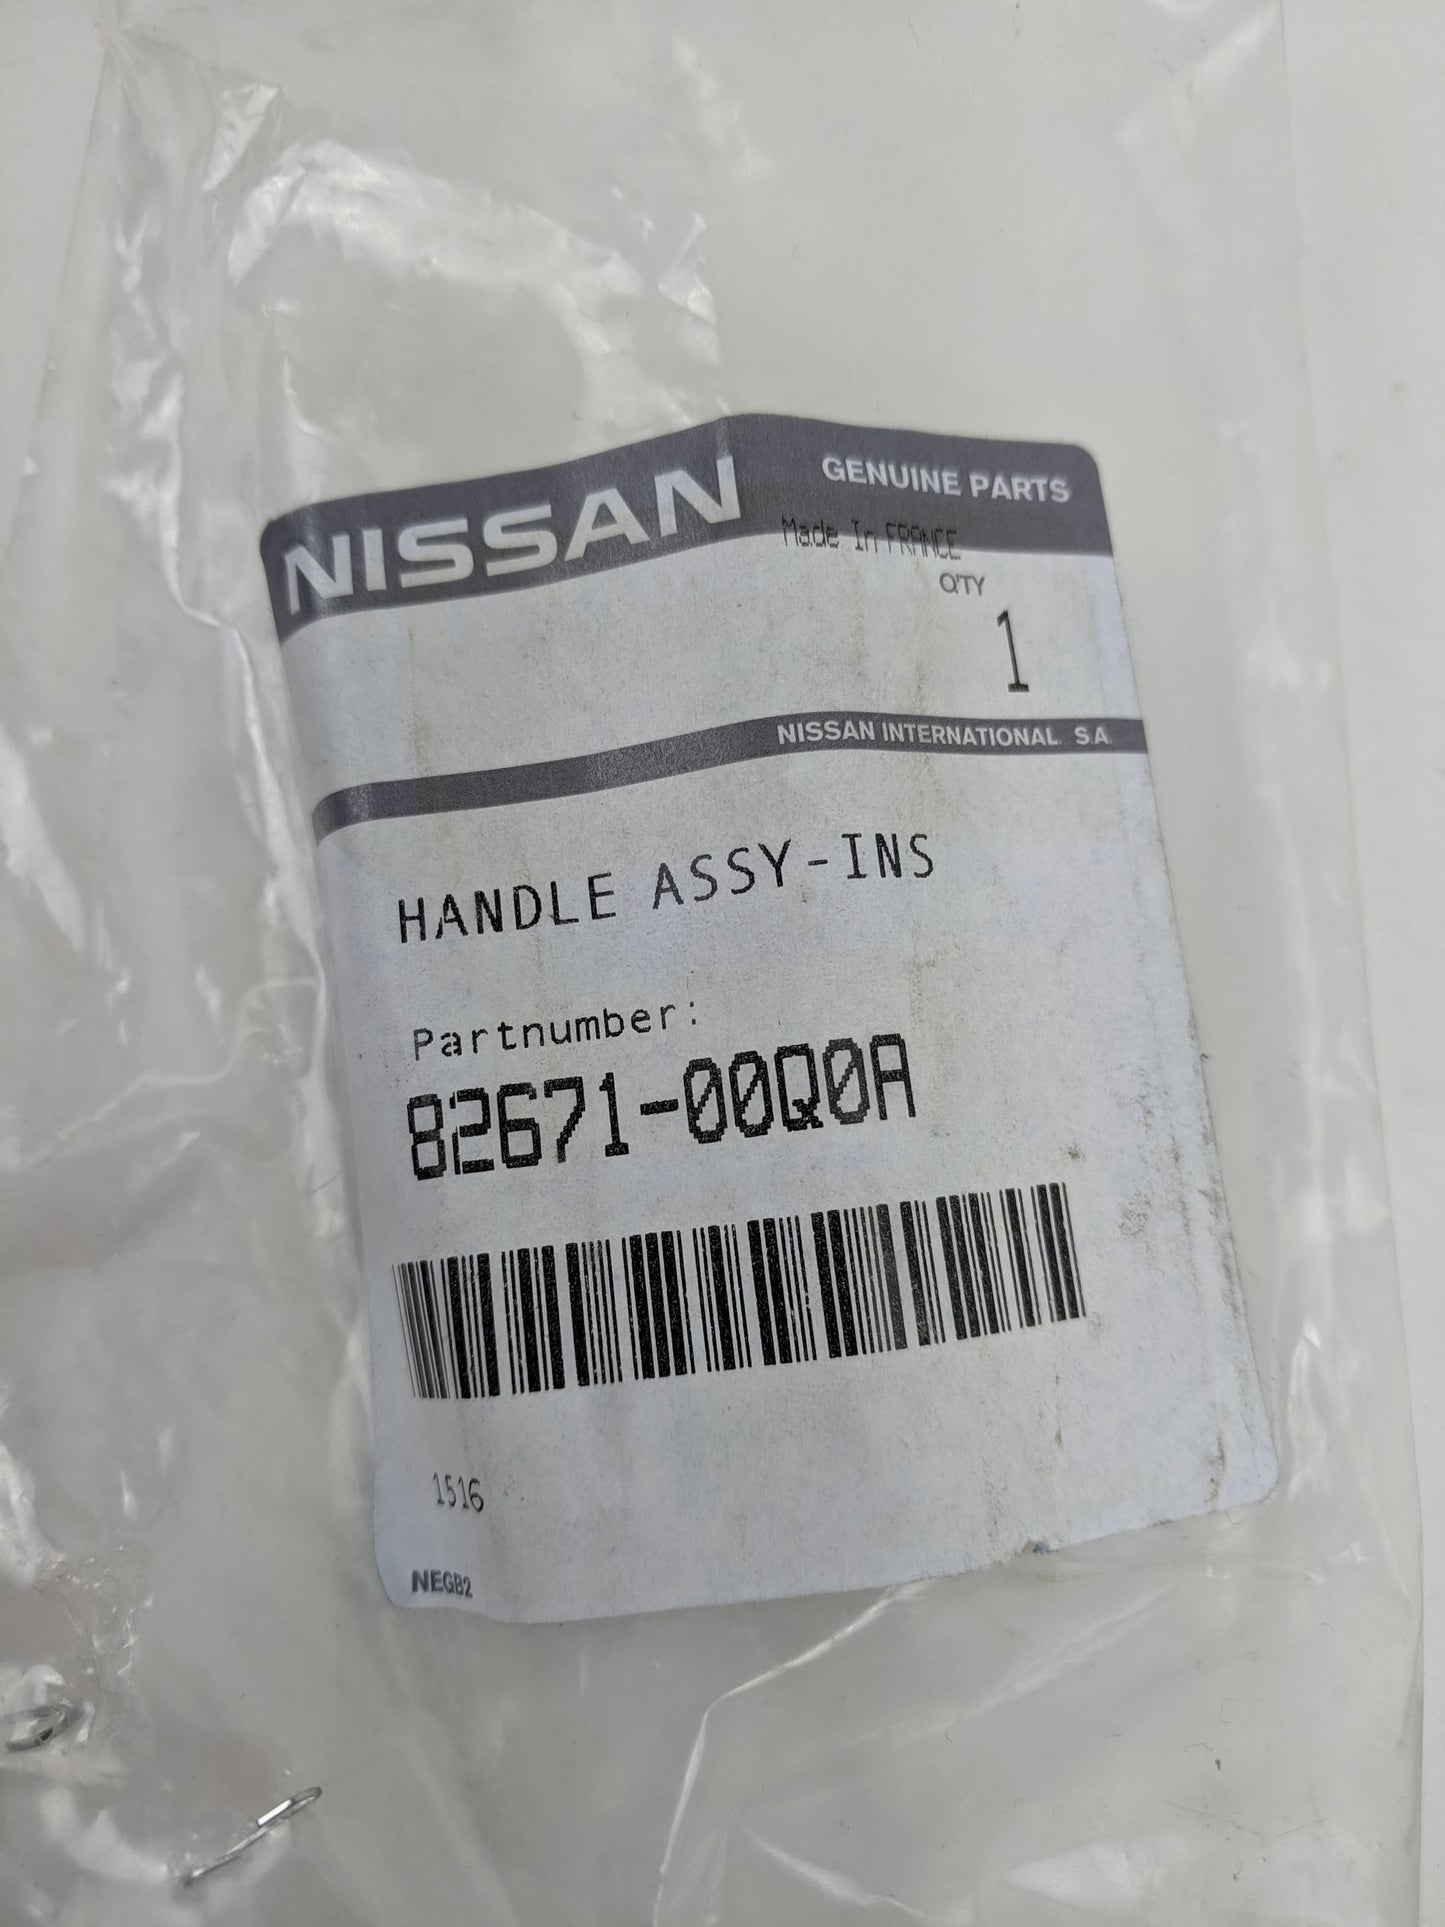 NISSAN
GENUINE PARTS
Made In FRANCE
Q'TY
1
NISSAN INTERNATIONAL S.A.
HANDLE ASSY-INS
Partnumber:
82671-00Q0A
1516
NEGB2